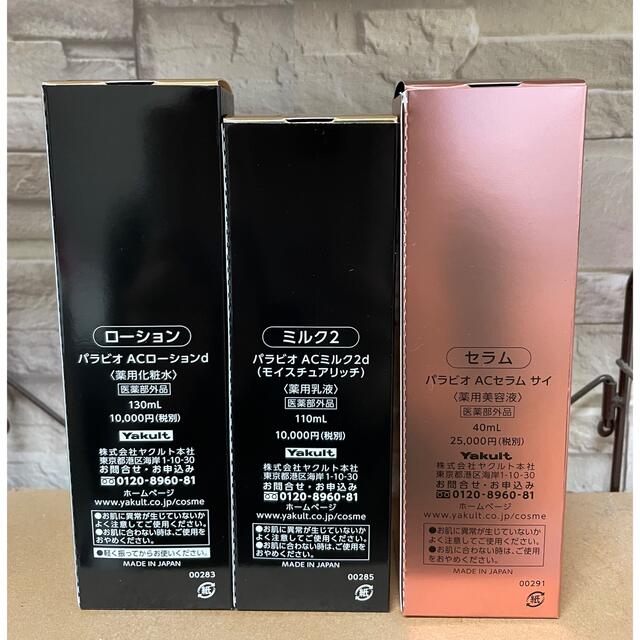 ローション
パラビオ ACローションd
〈薬用化粧水〉
医薬部外品
130mL
10,000円(税別)
Yakult
株式会社ヤクルト本社
東京都港区海岸1-10-30
お問合せ・お申込み
0120-8960-81
ホームページ
www.yakult.co.jp/cosme
●お肌に異常が生じていないか
よく注意してご使用ください。
●お肌に合わない時は、ご使用
をおやめください。
●軽く振ってからお使いください。
MADE IN JAPAN
00283
紙
ミルク2
パラビオ ACミルク2d
(モイスチュアリッチ)
〈薬用乳液〉
医薬部外品
110mL
10,000円(税別)
Yakult
株式会社ヤクルト本社
東京都港区海岸1-10-30
お問合せ・お申込み
0120-8960-81
ホームページ
www.yakult.co.jp/cosme
●お肌に異常が生じていないか
よく注意してご使用ください。
●お肌に合わない時は、ご使用
をおやめください。
MADE IN JAPAN
00285
紙
セラム
パラビオ ACセラム サイ
〈薬用美容液〉
医薬部外品
40mL
25,000円(税別)
Yakult
株式会社ヤクルト本社
東京都港区海岸1-10-30
お問合せ・お申込み
0120-8960-81
ホームページ
www.yakult.co.jp/cosme
●お肌に異常が生じていないか
よく注意してご使用ください。
●お肌に合わない時は、ご使用
をおやめください。
MADE IN JAPAN
00291
紙